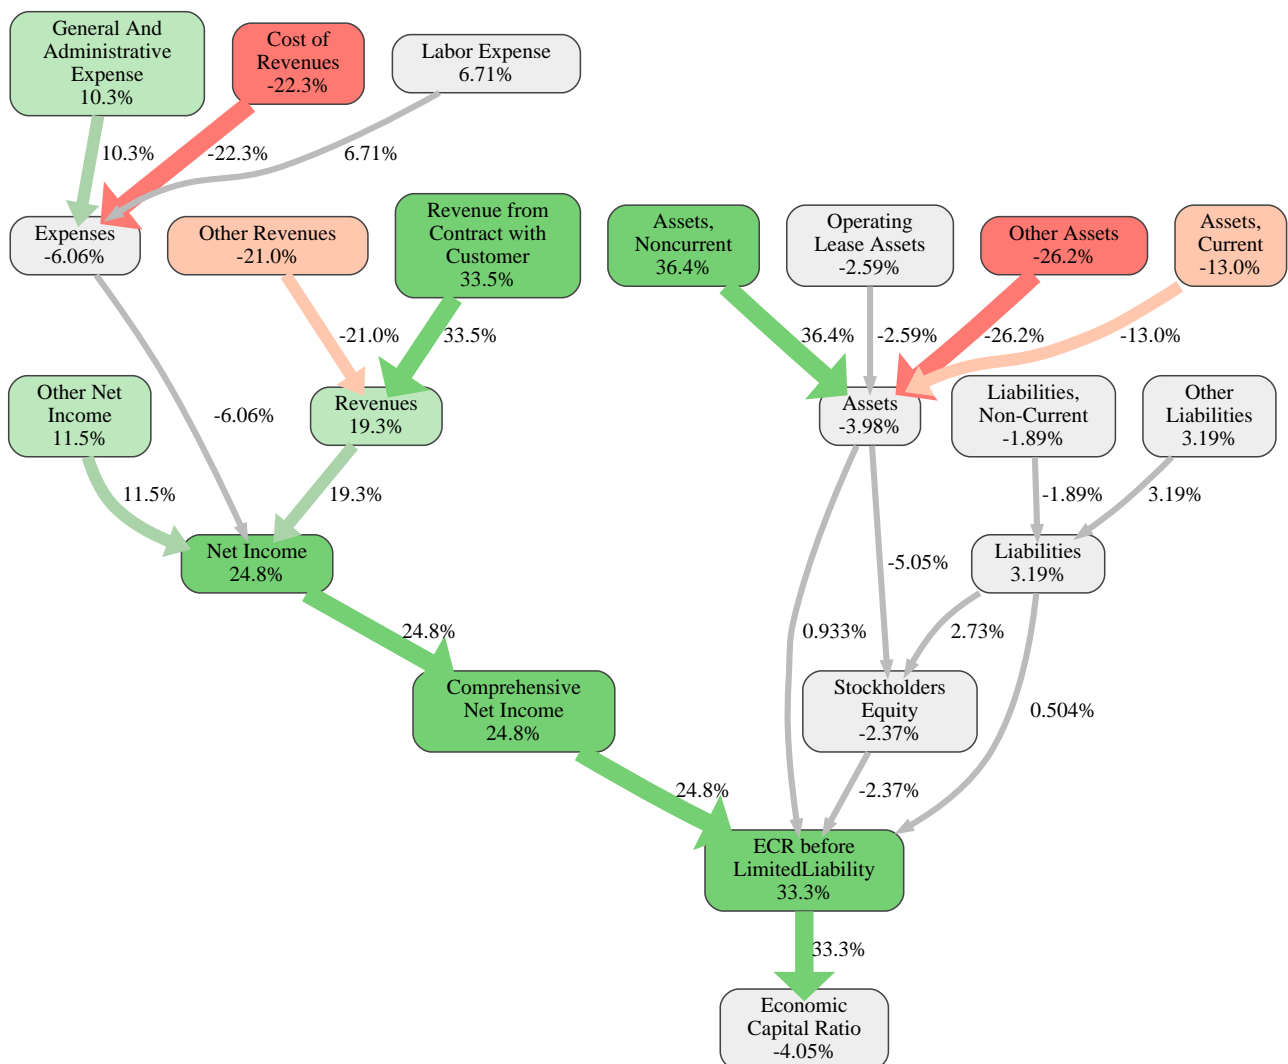 General And
Administrative
Expense
10.3%
Cost of
Revenues
-22.3%
Labor Expense
6.71%
10.3%
-22.3%
6.71%
Expenses
-6.06%
Other Revenues
-21.0%
Revenue from
Contract with
Customer
33.5%
Assets,
Noncurrent
36.4%
Operating
Lease Assets
-2.59%
Other Assets
-26.2%
Assets,
Current
-13.0%
-21.0%
33.5%
36.4%
-2.59%
-26.2%
-13.0%
Other Net
Income
11.5%
-6.06%
Revenues
19.3%
Assets
-3.98%
Liabilities,
Non-Current
-1.89%
Other
Liabilities
3.19%
11.5%
19.3%
-1.89%
3.19%
Net Income
24.8%
-5.05%
Liabilities
3.19%
24.8%
0.933%
2.73%
Comprehensive
Net Income
24.8%
Stockholders
Equity
-2.37%
0.504%
24.8%
-2.37%
ECR before
LimitedLiability
33.3%
33.3%
Economic
Capital Ratio
-4.05%